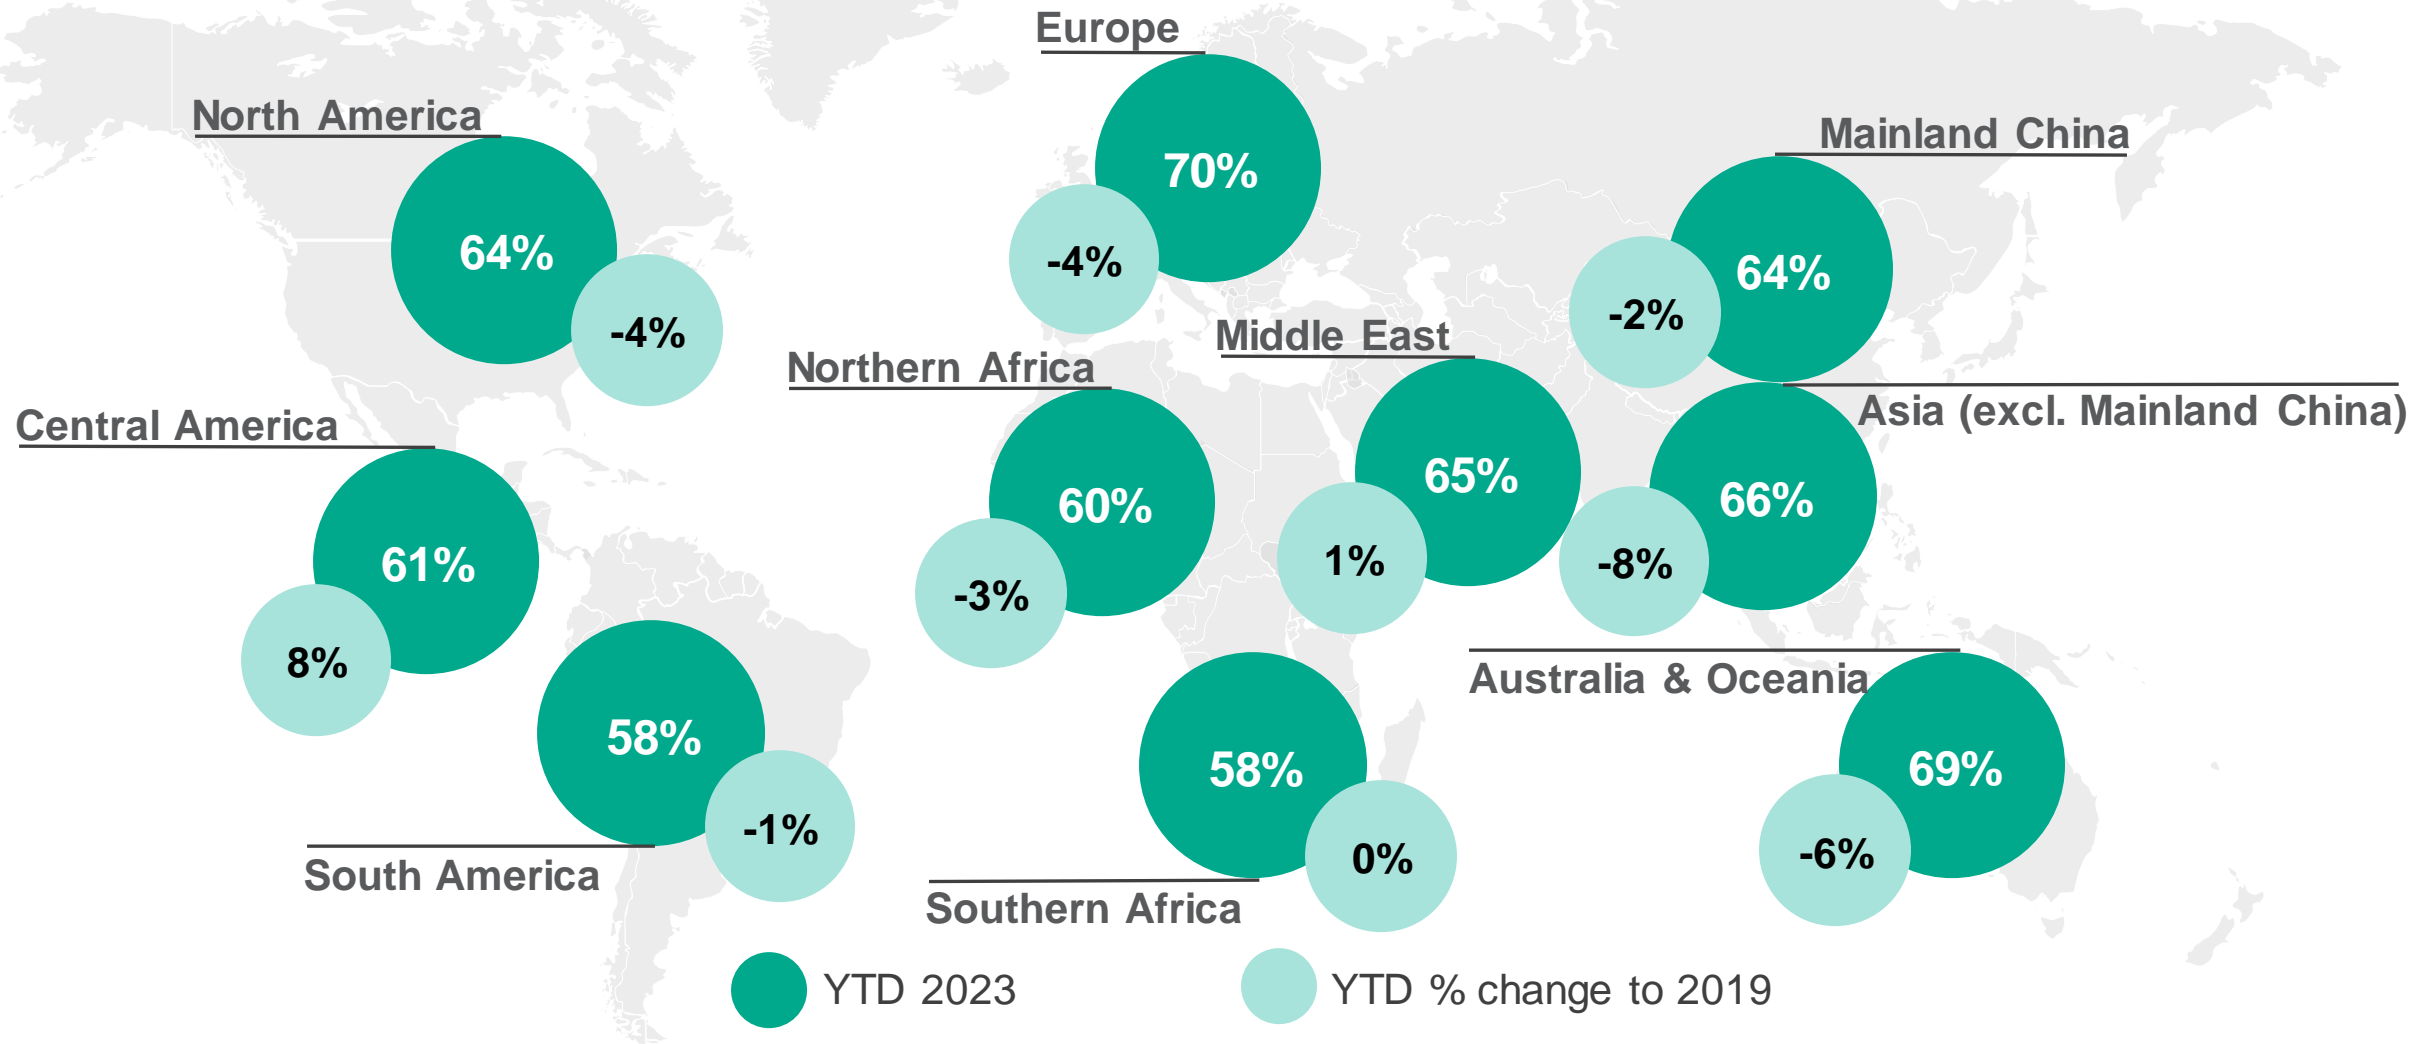 Europe
70%
-4%
North America
64%
-4%
Mainland China
64%
-2%
Middle East
65%
1%
Northern Africa
60%
-3%
Asia (excl. Mainland China)
66%
-8%
Central America
61%
8%
58%
-1%
South America
58%
0%
Southern Africa
Australia & Oceania
69%
-6%
YTD 2023
YTD % change to 2019